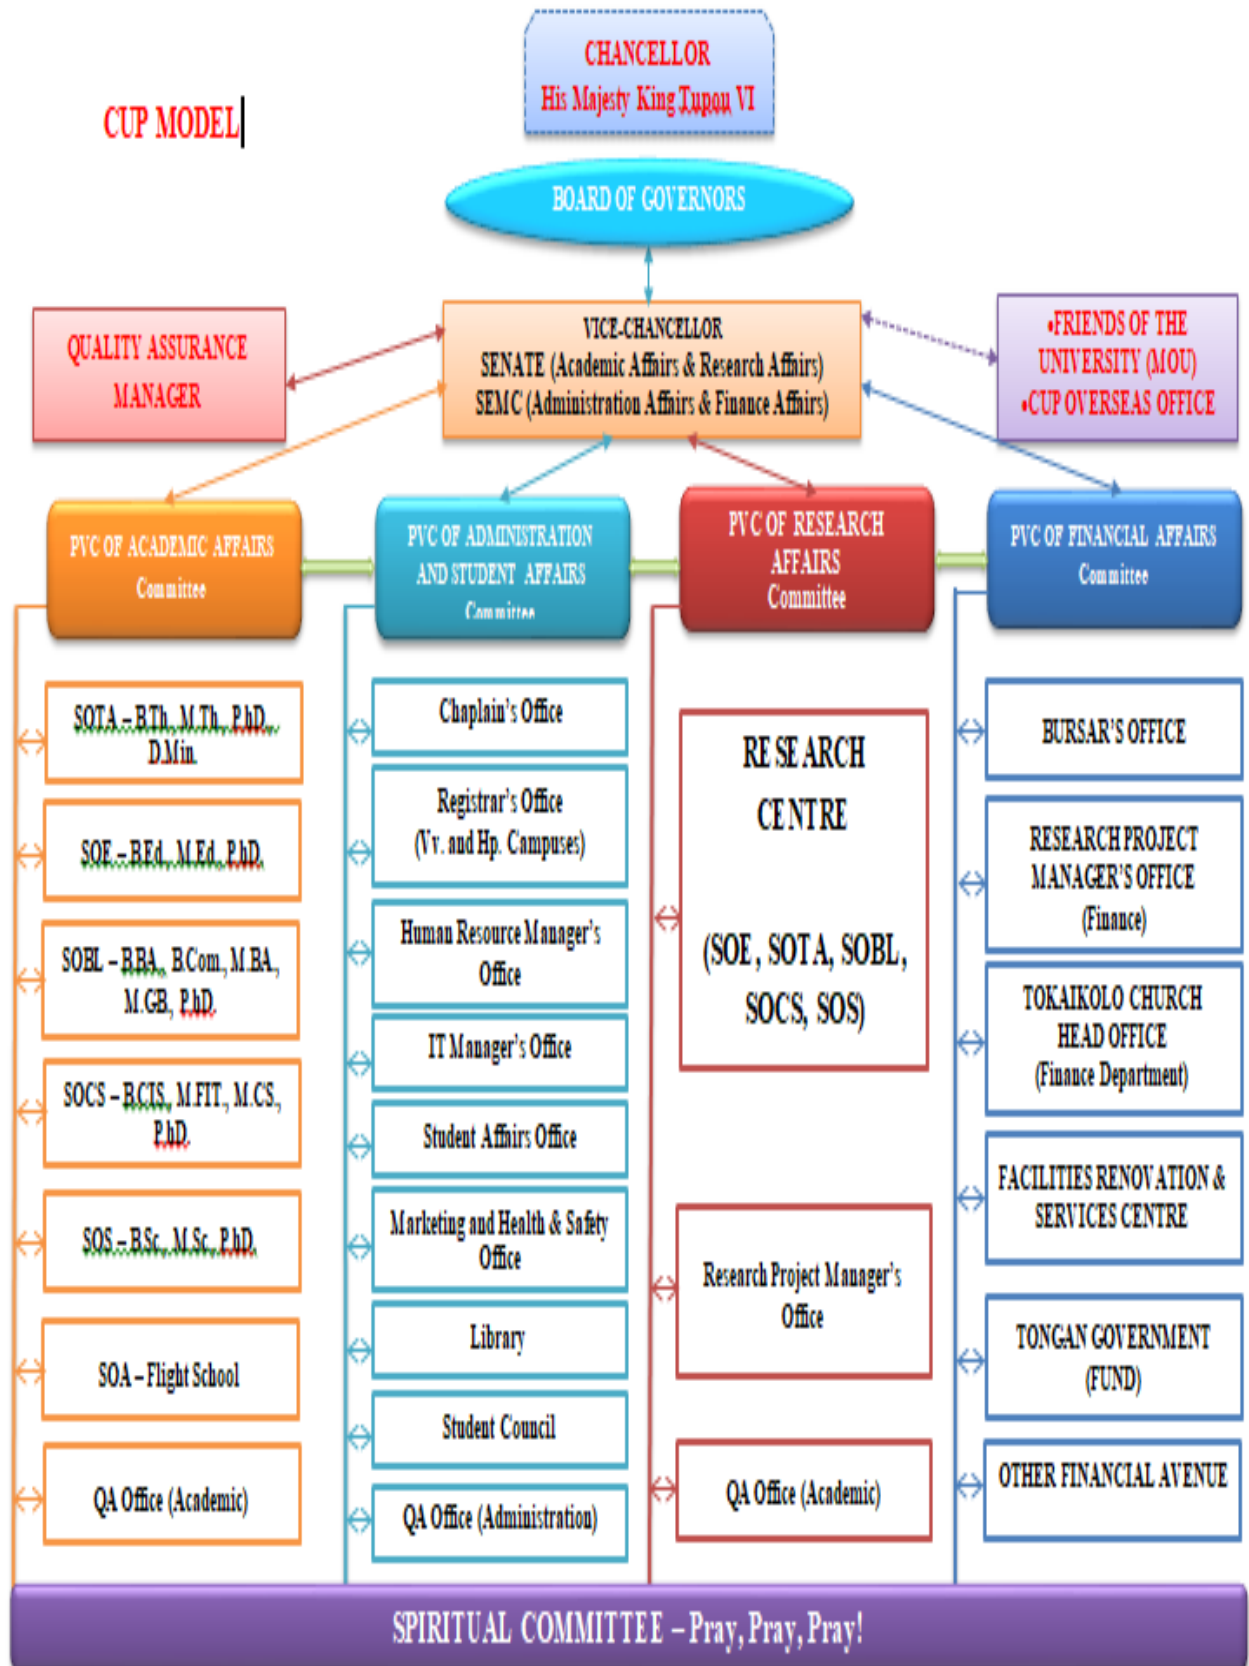 CHANCELLOR
His Majesty King Tupou VI
CUP MODEL
BOARD OF GOVERNORS
QUALITY ASSURANCE
MANAGER
VICE-CHANCELLOR
SENATE (Academic Affairs & Research Affairs)
SEMC (Administration Affairs & Finance Affairs)
•FRIENDS OF THE
UNIVERSITY (MOU)
•CUP OVERSEAS OFFICE
PVC OF ACADEMIC AFFAIRS
Committee
PVC OF ADMINISTRATION
AND STUDENT AFFAIRS
Committee
PVC OF RESEARCH
AFFAIRS
Committee
PVC OF FINANCIAL AFFAIRS
Committee
SOTA – B.Th., M.Th., P.hD.,
D.Min.
SOE – B.Ed., M.Ed., P.hD.
SOBL – B.BA., B.Com., M.BA.,
M.GB., P.hD.
SOCS – B.CIS., M.FIT., M.CS.,
P.hD.
SOS – B.Sc., M.Sc., P.hD.
SOA – Flight School
QA Office (Academic)
Chaplain's Office
Registrar's Office
(Vv. and Hp. Campuses)
Human Resource Manager's
Office
IT Manager's Office
Student Affairs Office
Marketing and Health & Safety
Office
Library
Student Council
QA Office (Administration)
RESEARCH
CENTRE
(SOE, SOTA, SOBL,
SOCS, SOS)
Research Project Manager's
Office
QA Office (Academic)
BURSAR'S OFFICE
RESEARCH PROJECT
MANAGER'S OFFICE
(Finance)
TOKAIKOLO CHURCH
HEAD OFFICE
(Finance Department)
FACILITIES RENOVATION &
SERVICES CENTRE
TONGAN GOVERNMENT
(FUND)
OTHER FINANCIAL AVENUE
SPIRITUAL COMMITTEE – Pray, Pray, Pray!